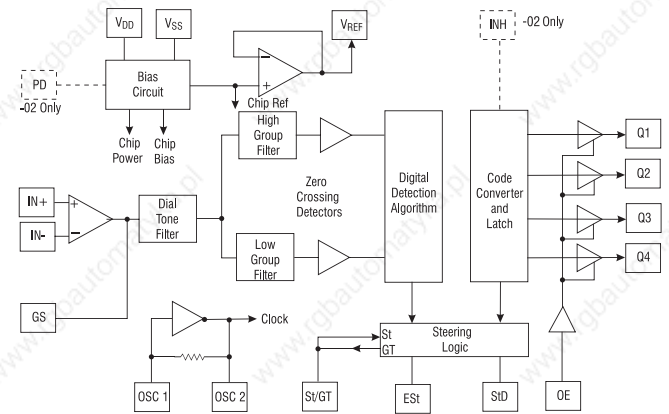 VDD
VSS
VREF
INH
-02 Only
PD
-02 Only
Bias
Circuit
Chip Ref
Chip
Power
Chip
Bias
High
Group
Filter
Q1
Q2
Q3
Q4
IN+
IN-
Dial
Tone
Filter
Zero
Crossing
Detectors
Digital
Detection
Algorithm
Code
Converter
and
Latch
Low
Group
Filter
GS
Clock
St
GT
Steering
Logic
OSC 1
OSC 2
St/GT
ESt
StD
OE
www.rgbautomatyka.pl